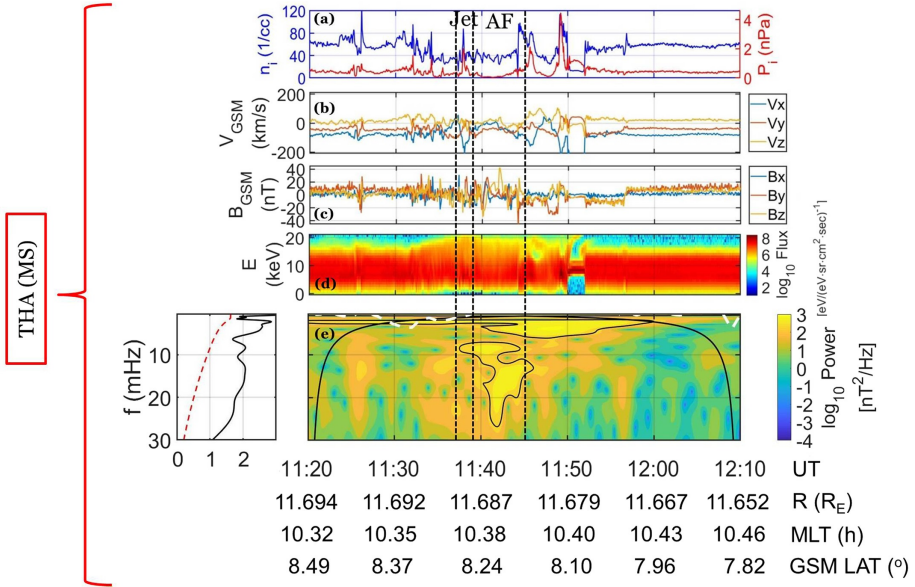 THA (MS)
Jet AF
(a)
120
80
40
0
n_i (1/cc)
4
2
0
P_i (nPa)
(b)
200
0
-200
V_GSM
(km/s)
Vx
Vy
Vz
40
20
0
-20
-40
B_GSM
(nT)
(c)
Bx
By
Bz
20
10
0
E
(keV)
(d)
8
6
4
2
log_10 Flux
[eV/(eV·sr·cm^2·sec)^-1]
(e)
10
20
30
f (mHz)
0 1 2
3
2
1
0
-1
-2
-3
-4
log_10 Power
[nT^2/Hz]
11:20 11:30 11:40 11:50 12:00 12:10 UT
11.694 11.692 11.687 11.679 11.667 11.652 R (R_E)
10.32 10.35 10.38 10.40 10.43 10.46 MLT (h)
8.49 8.37 8.24 8.10 7.96 7.82 GSM LAT (°)